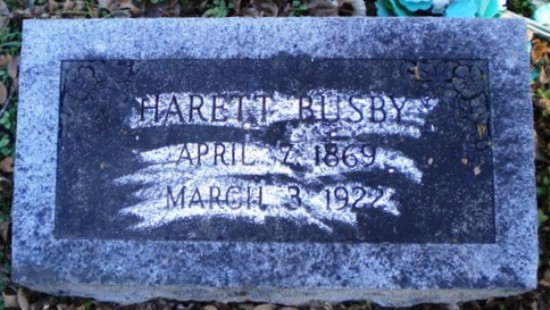 HARETT BUSBY
APRIL 7, 1869
MARCH 3, 1922